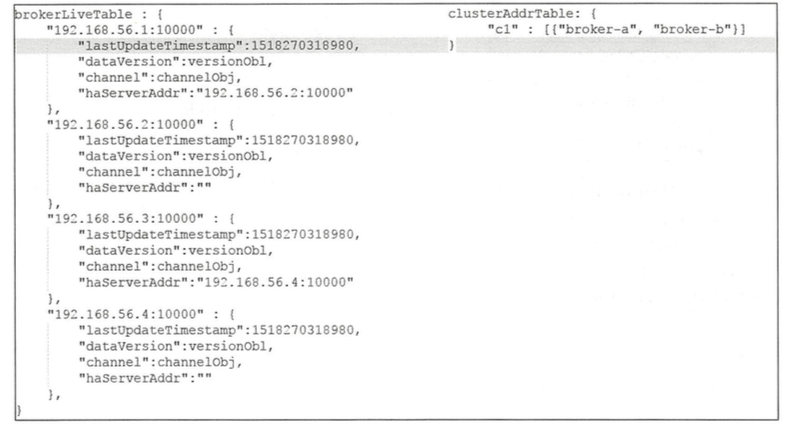 brokerLiveTable : {
    "192.168.56.1:10000" : {
        "lastUpdateTimestamp":1518270318980,
        "dataVersion":versionObl,
        "channel":channelObj,
        "haServerAddr":"192.168.56.2:10000"
    },
    "192.168.56.2:10000" : {
        "lastUpdateTimestamp":1518270318980,
        "dataVersion":versionObl,
        "channel":channelObj,
        "haServerAddr":""
    },
    "192.168.56.3:10000" : {
        "lastUpdateTimestamp":1518270318980,
        "dataVersion":versionObl,
        "channel":channelObj,
        "haServerAddr":"192.168.56.4:10000"
    },
    "192.168.56.4:10000" : {
        "lastUpdateTimestamp":1518270318980,
        "dataVersion":versionObl,
        "channel":channelObj,
        "haServerAddr":""
    },
}
clusterAddrTable: {
    "c1" : [{"broker-a", "broker-b"}]
}